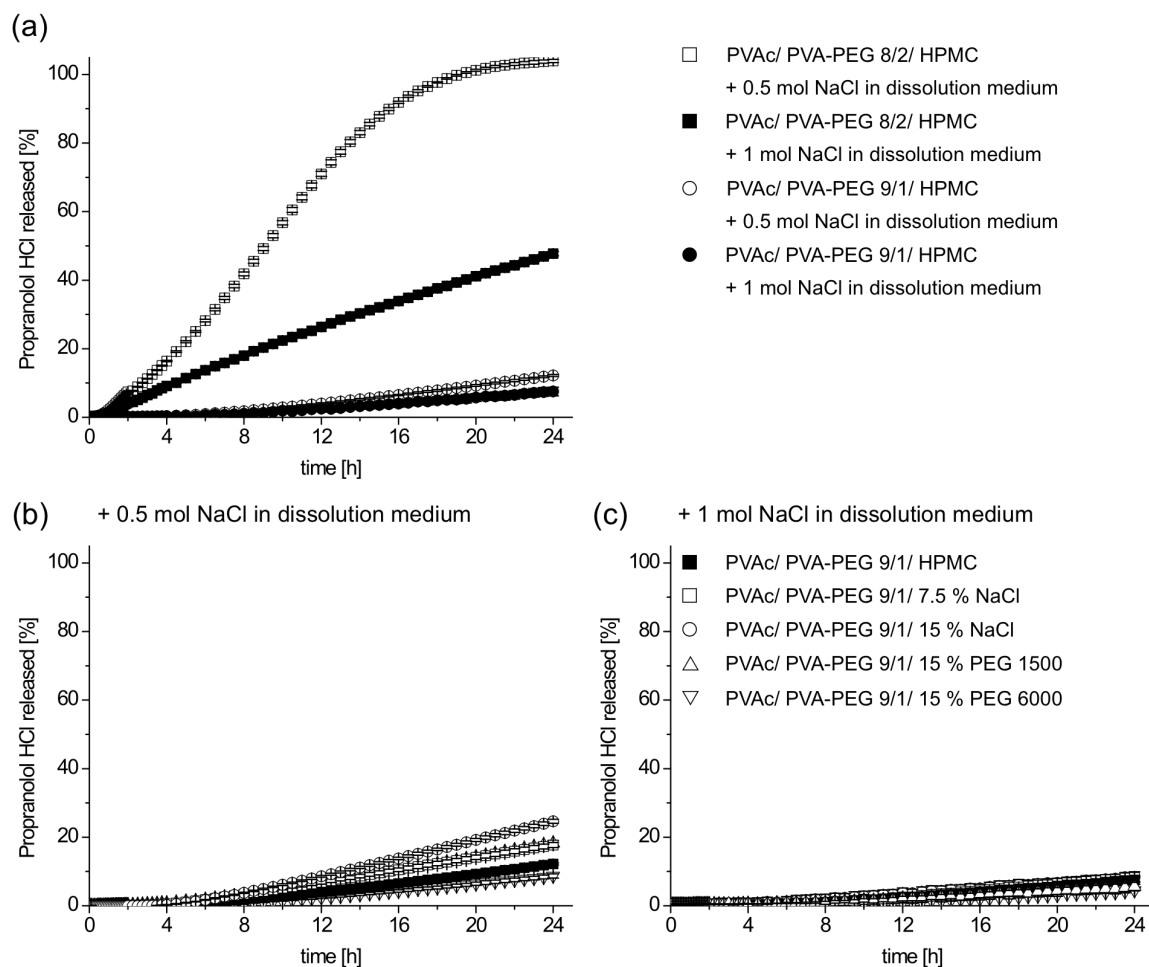 (a)
100
80
60
40
20
0
0 4 8 12 16 20 24
Propranolol HCl released [%]
time [h]
PVAc/ PVA-PEG 8/2/ HPMC
+ 0.5 mol NaCl in dissolution medium
PVAc/ PVA-PEG 8/2/ HPMC
+ 1 mol NaCl in dissolution medium
PVAc/ PVA-PEG 9/1/ HPMC
+ 0.5 mol NaCl in dissolution medium
PVAc/ PVA-PEG 9/1/ HPMC
+ 1 mol NaCl in dissolution medium
(b) + 0.5 mol NaCl in dissolution medium
100
80
60
40
20
0
0 4 8 12 16 20 24
Propranolol HCl released [%]
time [h]
(c) + 1 mol NaCl in dissolution medium
100
80
60
40
20
0
0 4 8 12 16 20 24
Propranolol HCl released [%]
time [h]
PVAc/ PVA-PEG 9/1/ HPMC
PVAc/ PVA-PEG 9/1/ 7.5 % NaCl
PVAc/ PVA-PEG 9/1/ 15 % NaCl
PVAc/ PVA-PEG 9/1/ 15 % PEG 1500
PVAc/ PVA-PEG 9/1/ 15 % PEG 6000